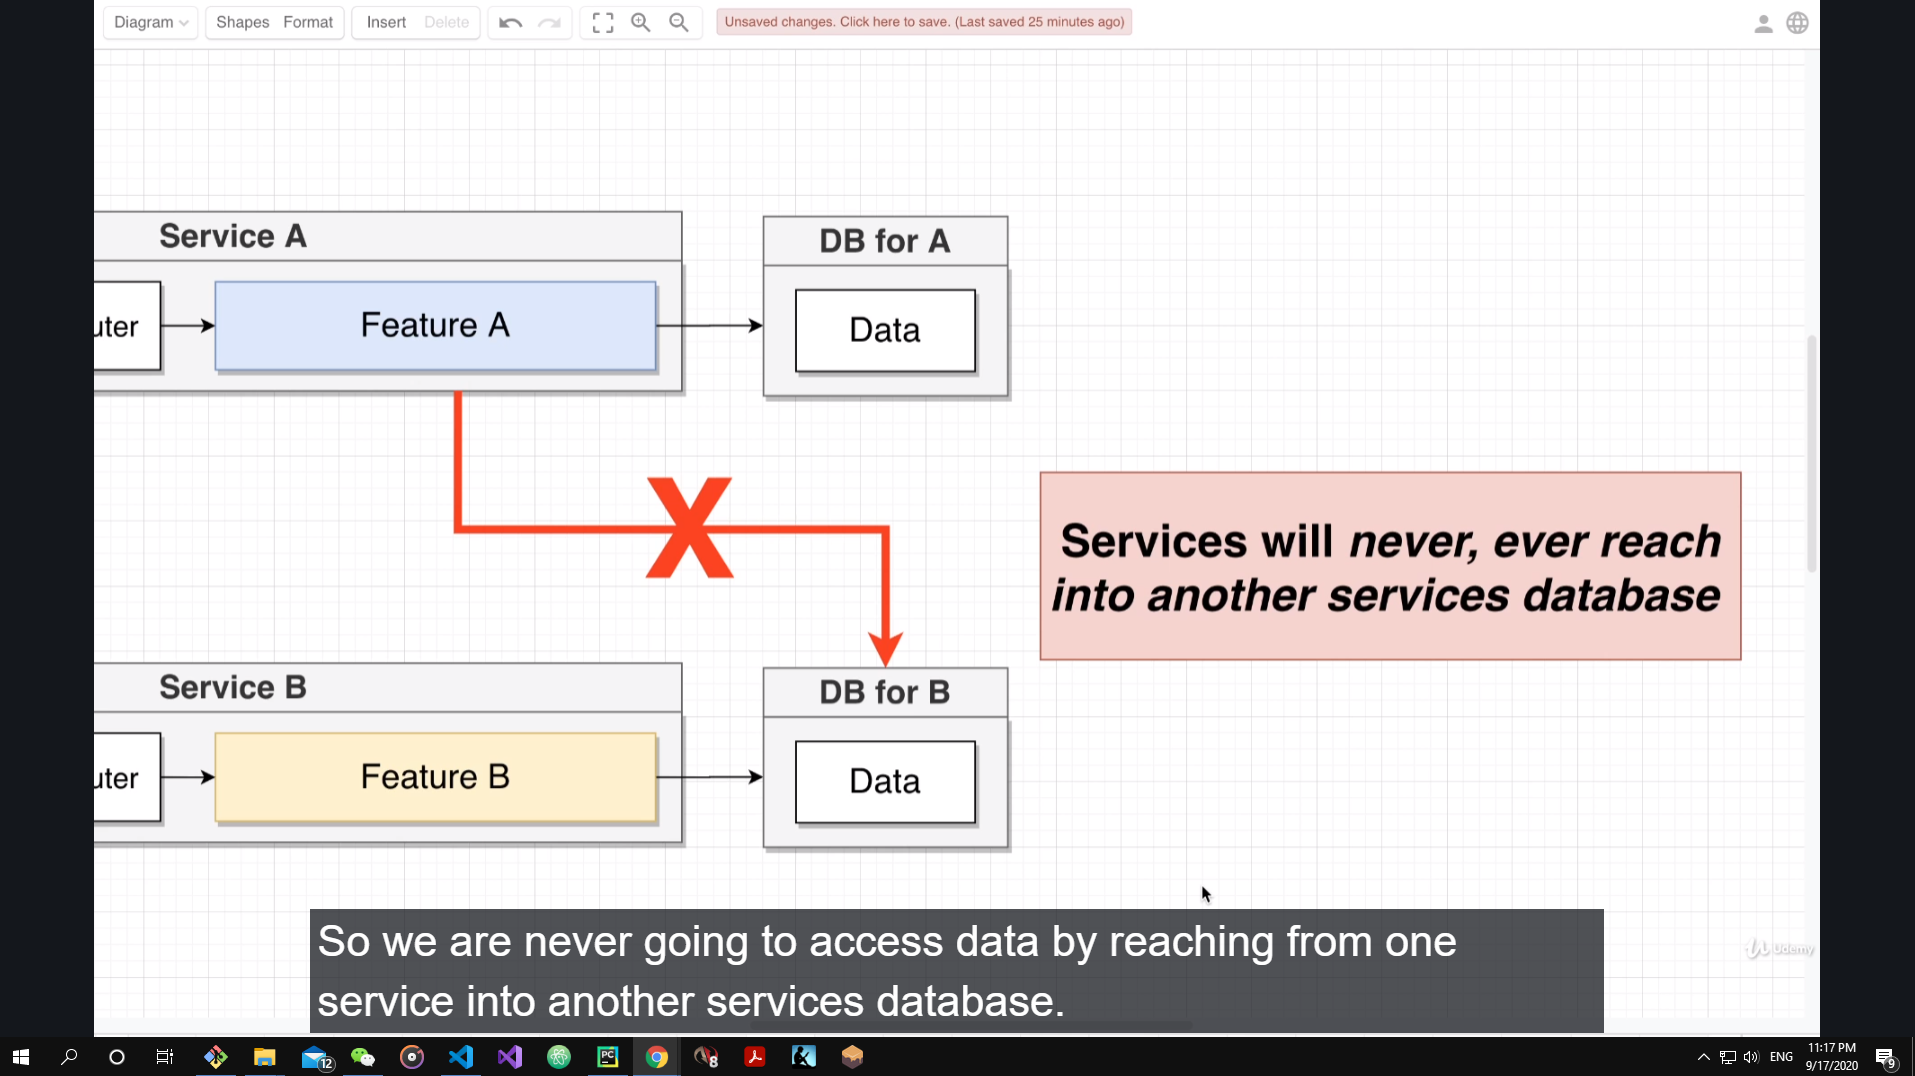 Diagram
Shapes
Format
Insert
Delete
Unsaved changes. Click here to save. (Last saved 25 minutes ago)
Service A
DB for A
uter
Feature A
Data
X
Services will never, ever reach
into another services database
Service B
DB for B
uter
Feature B
Data
So we are never going to access data by reaching from one
service into another services database.
Udemy
12
PC
8
ENG
11:17 PM
9/17/2020
9